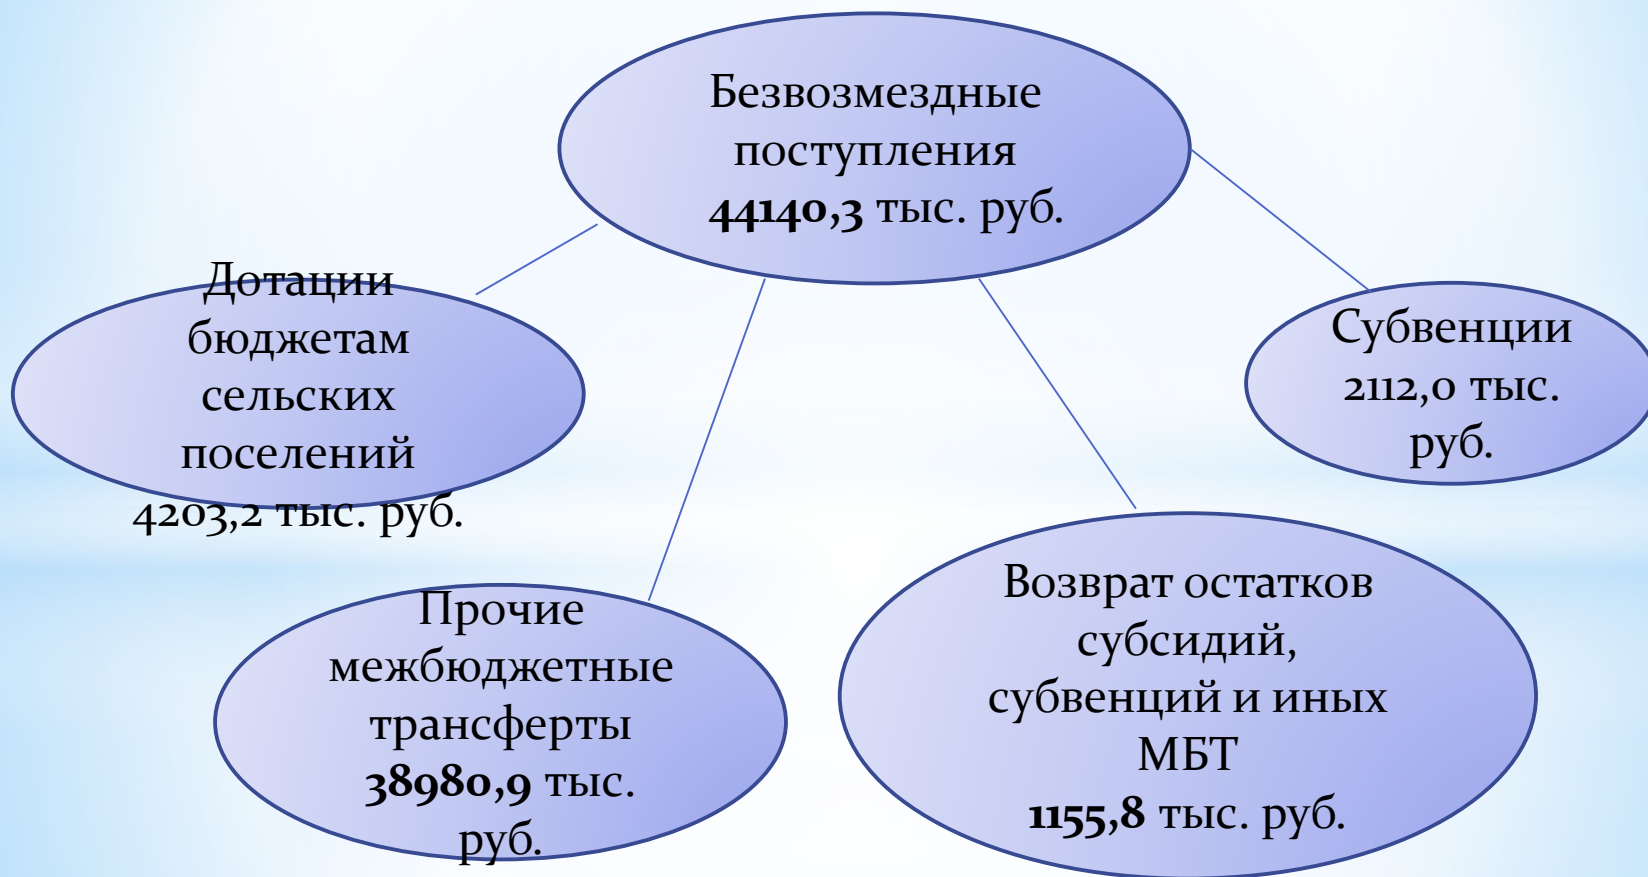 Безвозмездные
поступления
44140,3 тыс. руб.
Дотации
бюджетам
сельских
поселений
4203,2 тыс. руб.
Субвенции
2112,0 тыс.
руб.
Прочие
межбюджетные
трансферты
38980,9 тыс.
руб.
Возврат остатков
субсидий,
субвенций и иных
МБТ
1155,8 тыс. руб.